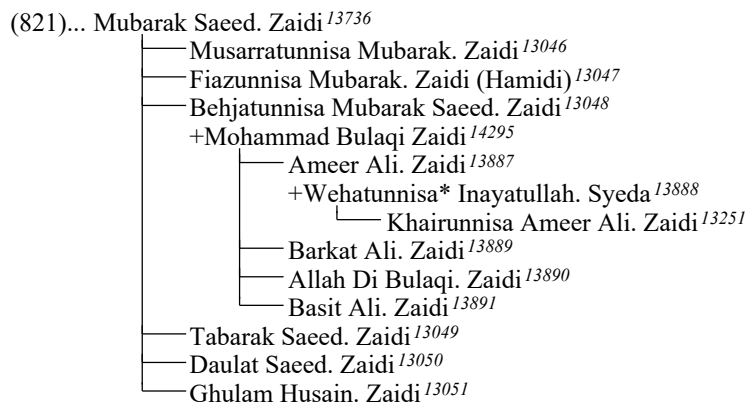 (821)... Mubarak Saeed. Zaidi 13736
Musarratunnisa Mubarak. Zaidi 13046
Fiazunnisa Mubarak. Zaidi (Hamidi) 13047
Behjatunnisa Mubarak Saeed. Zaidi 13048
+Mohammad Bulaqi Zaidi 14295
Ameer Ali. Zaidi 13887
+Wehatunnisa* Inayatullah. Syeda 13888
Khairunnisa Ameer Ali. Zaidi 13251
Barkat Ali. Zaidi 13889
Allah Di Bulaqi. Zaidi 13890
Basit Ali. Zaidi 13891
Tabarak Saeed. Zaidi 13049
Daulat Saeed. Zaidi 13050
Ghulam Husain. Zaidi 13051